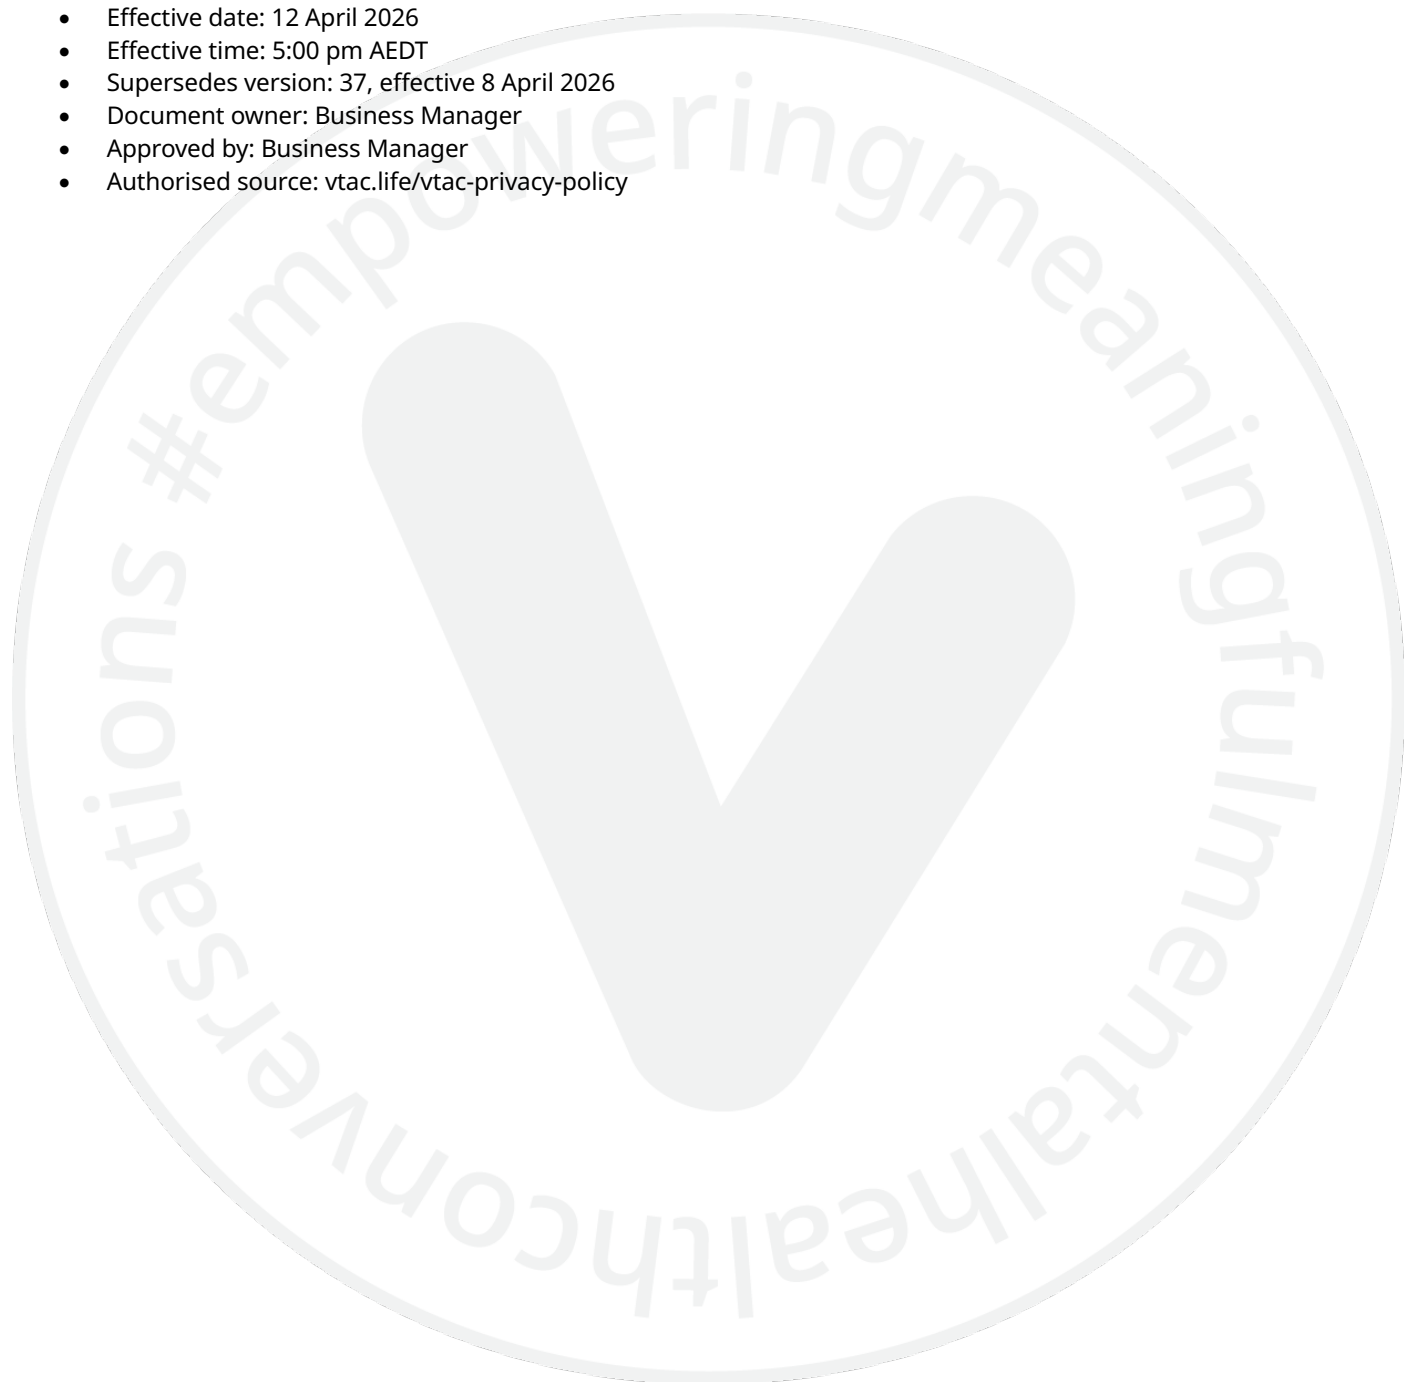 • Effective date: 12 April 2026
• Effective time: 5:00 pm AEDT
• Supersedes version: 37, effective 8 April 2026
• Document owner: Business Manager
• Approved by: Business Manager
• Authorised source: vtac.life/vtac-privacy-policy
#empoweringmeaningfulmentalhealthconversations
V